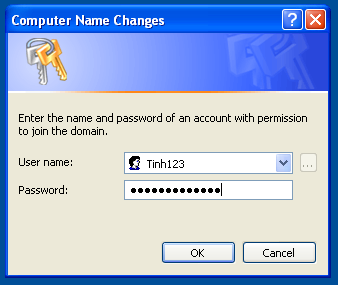 Computer Name Changes
Enter the name and password of an account with permission
to join the domain.
User name:
Tinh123
...
Password:
●●●●●●●●●●●●●
OK
Cancel